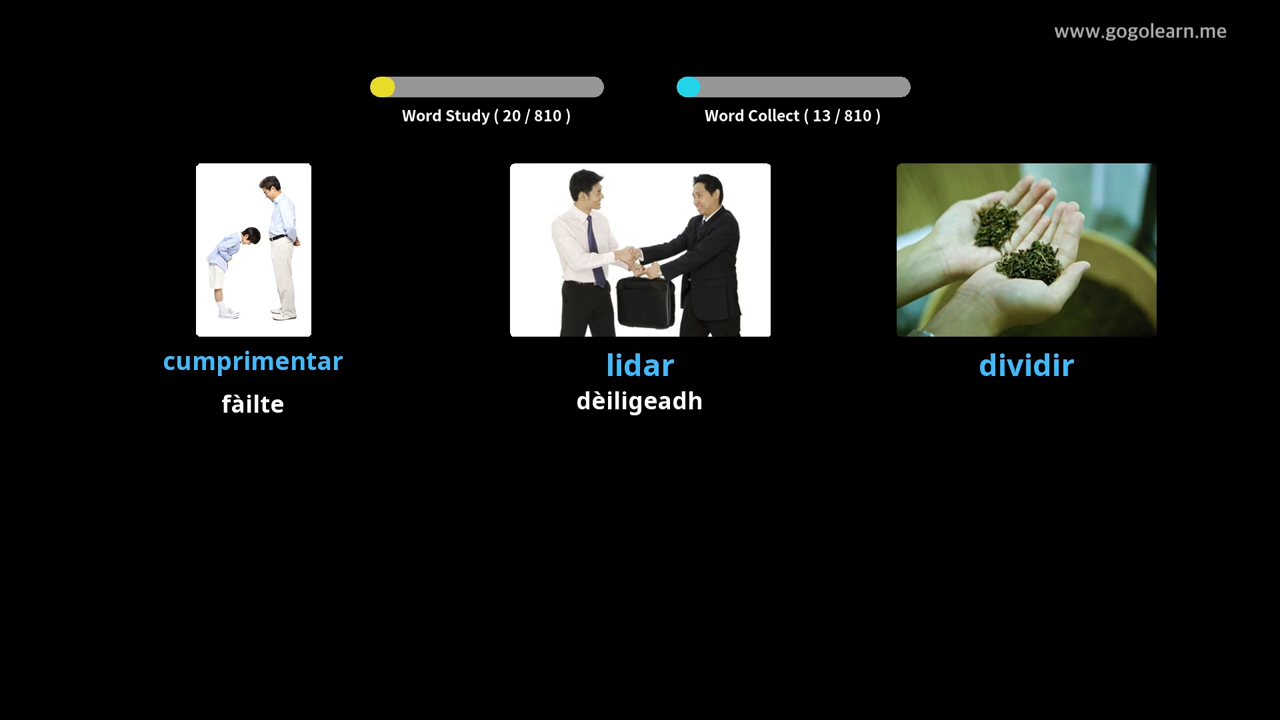 www.gogolearn.me
Word Study ( 20 / 810 )
Word Collect ( 13 / 810 )
cumprimentar
fàilte
lidar
dèiligeadh
dividir